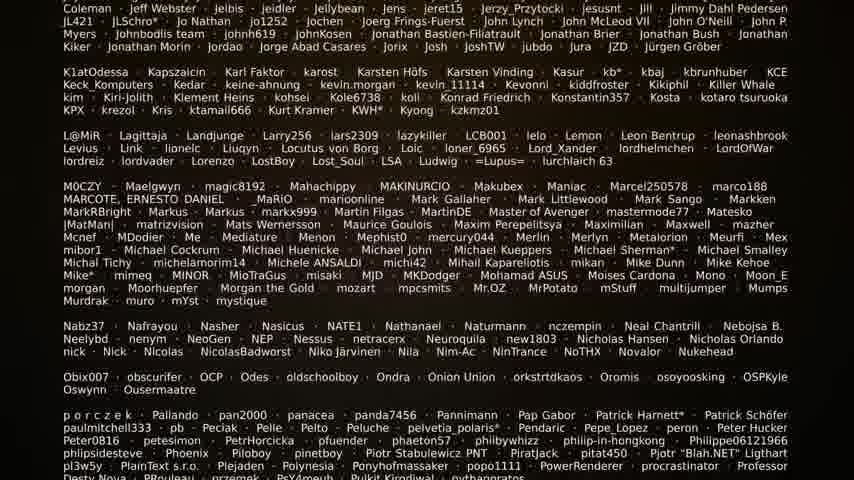 Coleman · Jeff Webster · Jelbis · jeidler · Jellybean · Jens · jeret15 · Jerzy_Przytocki · jesusnt · Jill · Jimmy Dahl Pedersen
JL421 · JLSchro* · Jo Nathan · jo1252 · Jochen · Joerg Frings-Fuerst · John Lynch · John McLeod VII · John O'Neill · John P.
Myers · Johnbodlis team · johnh619 · JohnKosen · Jonathan Bastien-Filiatrault · Jonathan Brier · Jonathan Bush · Jonathan
Kiker · Jonathan Morin · Jordao · Jorge Abad Casares · Jorix · Josh · JoshTW · jubdo · Jura · JZD · Jürgen Gröber
K1atOdessa · Kapszaicin · Karl Faktor · karost · Karsten Höfs · Karsten Vinding · Kasur · kb* · kbaj · kbrunhuber · KCE
Keck_Komputers · Kedar · keine-ahnung · kevin.morgan · kevin_11114 · Kevonni · kiddfroster · Kikiphil · Killer Whale
kim · Kiri-Jolith · Klement Heins · kohsei · Kole6738 · koli · Konrad Friedrich · Konstantin357 · Kosta · kotaro tsuruoka
KPX · krezol · Kris · ktamail666 · Kurt Kramer · KWH* · Kyong · kzkmz01
L@MiR · Lagittaja · Landjunge · Larry256 · lars2309 · lazykiller · LCB001 · lelo · Lemon · Leon Bentrup · leonashbrook
Levius · Link · lioneic · Liuqyn · Locutus von Borg · Loic · loner_6965 · Lord_Xander · lordhelmchen · LordOfWar
lordreiz · lordvader · Lorenzo · LostBoy · Lost_Soul · LSA · Ludwig · =Lupus= · lurchlaich 63
M0CZY · Maelgwyn · magic8192 · Mahachippy · MAKINURCIO · Makubex · Maniac · Marcel250578 · marco188
MARCOTE, ERNESTO DANIEL · _MaRiO · marioonline · Mark Gallaher · Mark Littlewood · Mark Sango · Markken
MarkRBright · Markus · Markus · markx999 · Martin Filgas · MartinDE · Master of Avenger · mastermode77 · Matesko
|MatMan| · matrizvision · Mats Wernersson · Maurice Goulois · Maxim Perepelitsya · Maximilian · Maxwell · mazher
Mcnef · MDodier · Me · Mediature · Menon · Mephist0 · mercury044 · Merlin · Merlyn · Metalorion · Meurfi · Mex
mibor1 · Michael Cockrum · Michael Huenicke · Michael John · Michael Kueppers · Michael Sherman* · Michael Smalley
Michal Tichy · michelamorim14 · Michele ANSALDI · michi42 · Mihail Kapareliotis · mikan · Mike Dunn · Mike Kehoe
Mike* · mimeq · MINOR · MioTraGus · misaki · MJD · MKDodger · Mohamad ASUS · Moises Cardona · Mono · Moon_E
morgan · Moorhuepfer · Morgan the Gold · mozart · mpcsmits · Mr.OZ · MrPotato · mStuff · multijumper · Mumps
Murdrak · muro · mYst · mystique
Nabz37 · Nafrayou · Nasher · Nasicus · NATE1 · Nathanael · Naturmann · nczempin · Neal Chantrill · Nebojsa B.
Neelybd · nenym · NeoGen · NEP · Nessus · netracerx · Neuroquila · new1803 · Nicholas Hansen · Nicholas Orlando
nick · Nick · Nicolas · NicolasBadworst · Niko Järvinen · Nila · Nim-Ac · NinTrance · NoTHX · Novalor · Nukehead
Obix007 · obscurifer · OCP · Odes · oldschoolboy · Ondra · Onion Union · orkstrtdkaos · Oromis · osoyoosking · OSPKyle
Oswynn · Ousermaatre
p o r c z e k · Pallando · pan2000 · panacea · panda7456 · Pannimann · Pap Gabor · Patrick Harnett* · Patrick Schöfer
paulmitchell333 · pb · Peciak · Pelle · Pelto · Peluche · pelvetia_polaris* · Pendaric · Pepe_Lopez · peron · Peter Hucker
Peter0816 · petesimon · PetrHorcicka · pfuender · phaeton57 · phiibywhizz · philip-in-hongkong · Philippe06121966
phlipsidesteve · Phoenix · Piloboy · pinetboy · Piotr Stabulewicz PNT · PiratJack · pitat450 · Pjotr "Blah.NET" Ligthart
pl3w5y · PlainText s.r.o. · Plejaden · Polynesia · Ponyhofmassaker · popo1111 · PowerRenderer · procrastinator · Professor
Desty Nova · PRouleau · przemek · PsY4meuh · Pulkit Kirodiwal · pythonratos